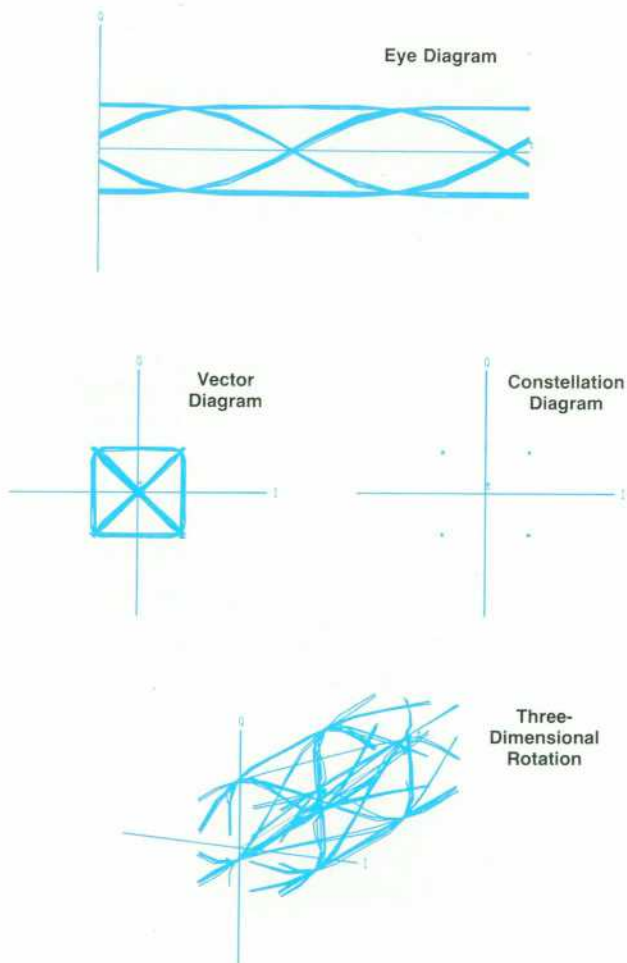 Q
Eye Diagram
Q
Vector
Diagram
I
Q
Constellation
Diagram
I
Q
Three-
Dimensional
Rotation
I